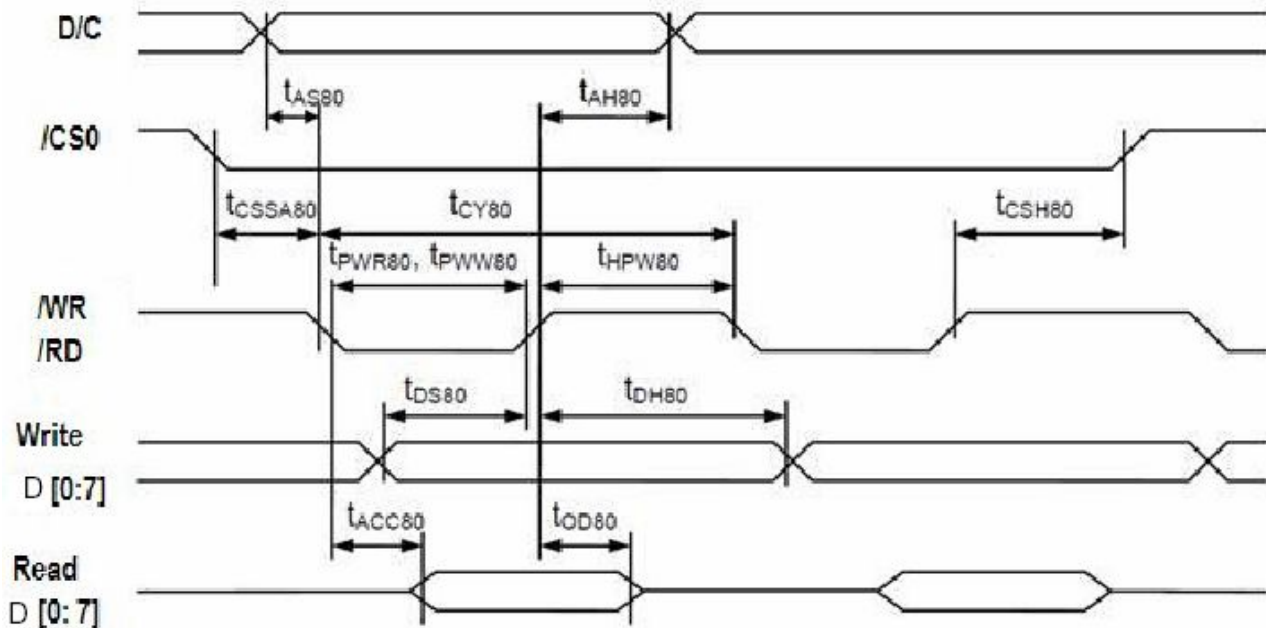 D/C
tAS80 tAH80
/CS0
tCSSA80 tCY80 tCSH80
tPWR80, tPWW80 tHPW80
/WR
/RD
tDS80 tDH80
Write
D [0:7]
tACC80 tOD80
Read
D [0:7]